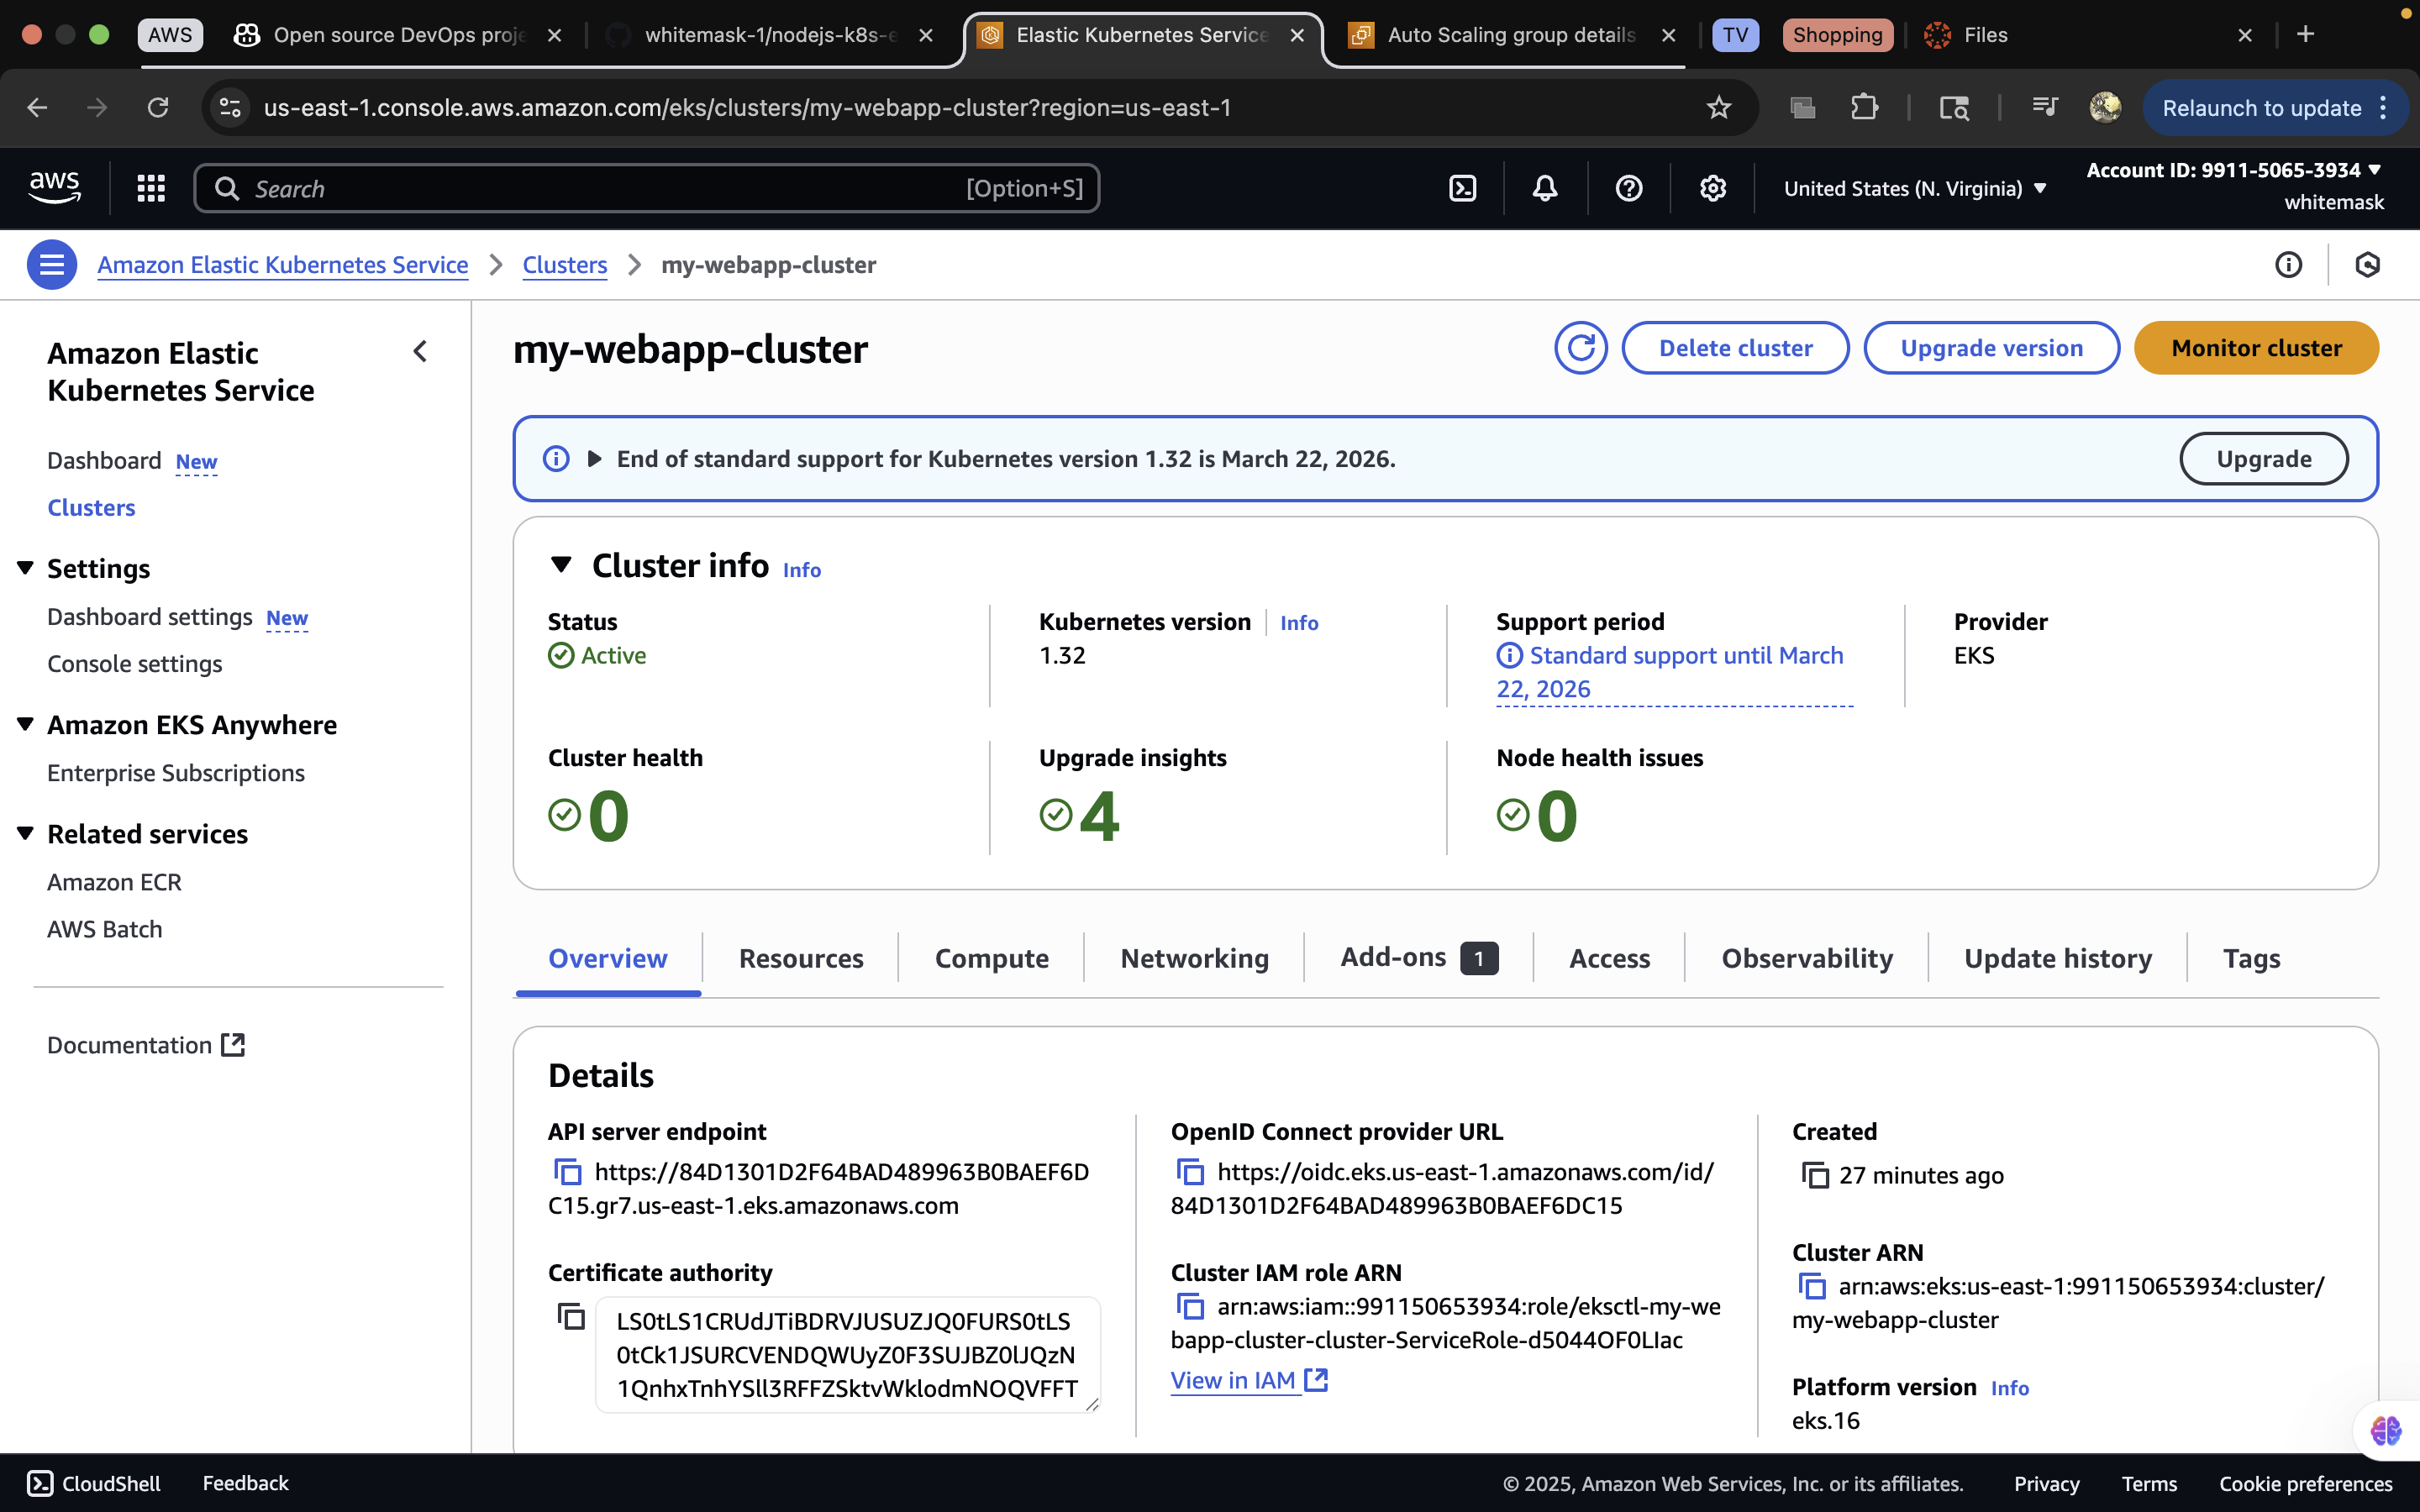 AWS
Open source DevOps proje
whitemask-1/nodejs-k8s-e
Elastic Kubernetes Service
Auto Scaling group details
TV
Shopping
Files
us-east-1.console.aws.amazon.com/eks/clusters/my-webapp-cluster?region=us-east-1
Relaunch to update
aws
Search
[Option+S]
United States (N. Virginia)
Account ID: 9911-5065-3934
whitemask
Amazon Elastic Kubernetes Service
Clusters
my-webapp-cluster
Amazon Elastic
Kubernetes Service
Dashboard New
Clusters
Settings
Dashboard settings New
Console settings
Amazon EKS Anywhere
Enterprise Subscriptions
Related services
Amazon ECR
AWS Batch
Documentation
my-webapp-cluster
Delete cluster
Upgrade version
Monitor cluster
End of standard support for Kubernetes version 1.32 is March 22, 2026.
Upgrade
Cluster info Info
Status
Active
Kubernetes version Info
1.32
Support period
Standard support until March
22, 2026
Provider
EKS
Cluster health
0
Upgrade insights
4
Node health issues
0
Overview
Resources
Compute
Networking
Add-ons 1
Access
Observability
Update history
Tags
Details
API server endpoint
https://84D1301D2F64BAD489963B0BAEF6D
C15.gr7.us-east-1.eks.amazonaws.com
Certificate authority
LS0tLS1CRUdJTiBDRVJUSUZJQ0FURS0tLS
0tCk1JSURCVENDQWUyZ0F3SUJBZ0lJQzN
1QnhxTnhYSll3RFFZSktvWklodmNOQVFFT
OpenID Connect provider URL
https://oidc.eks.us-east-1.amazonaws.com/id/
84D1301D2F64BAD489963B0BAEF6DC15
Cluster IAM role ARN
arn:aws:iam::991150653934:role/eksctl-my-we
bapp-cluster-cluster-ServiceRole-d5044OF0LIac
View in IAM
Created
27 minutes ago
Cluster ARN
arn:aws:eks:us-east-1:991150653934:cluster/
my-webapp-cluster
Platform version Info
eks.16
CloudShell
Feedback
© 2025, Amazon Web Services, Inc. or its affiliates.
Privacy
Terms
Cookie preferences